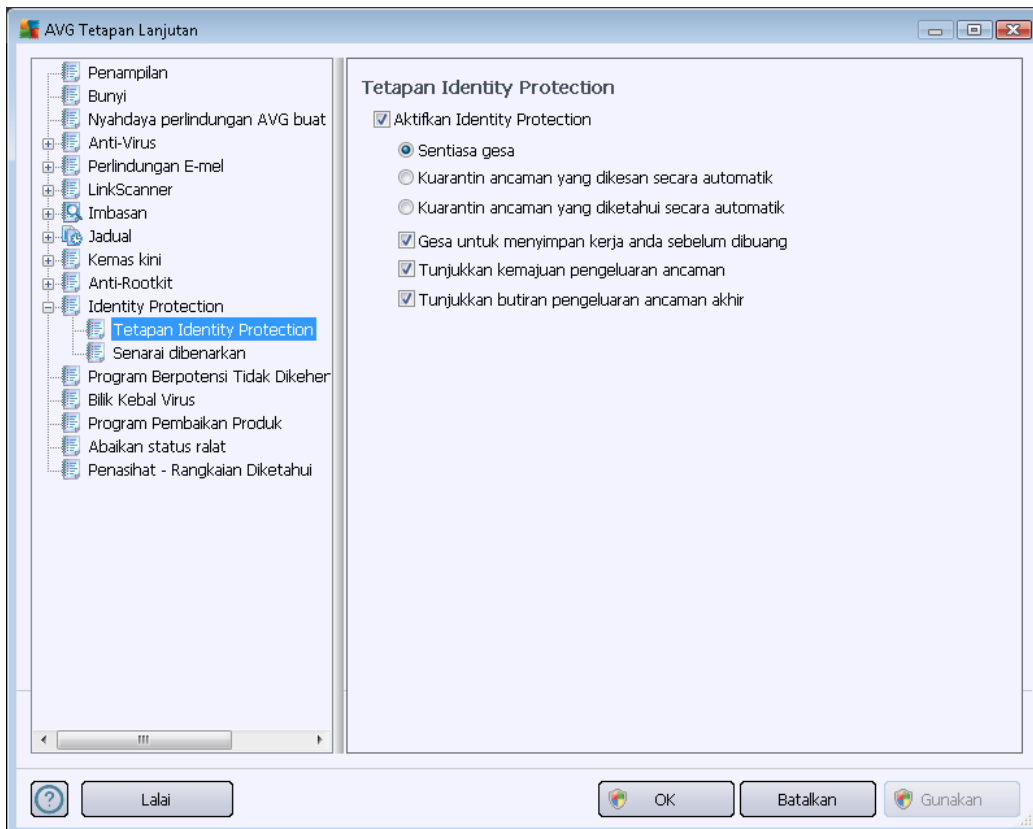 AVG Tetapan Lanjutan
Penampilan
Bunyi
Nyahdaya perlindungan AVG buat
Anti-Virus
Perlindungan E-mel
LinkScanner
Imbasan
Jadual
Kemas kini
Anti-Rootkit
Identity Protection
Tetapan Identity Protection
Senarai dibenarkan
Program Berpotensi Tidak Dikeher
Bilik Kebal Virus
Program Pembaikan Produk
Abaikan status ralat
Penasihat - Rangkaian Diketahui
Tetapan Identity Protection
Aktifkan Identity Protection
Sentiasa gesa
Kuarantin ancaman yang dikesan secara automatik
Kuarantin ancaman yang diketahui secara automatik
Gesa untuk menyimpan kerja anda sebelum dibuang
Tunjukkan kemajuan pengeluaran ancaman
Tunjukkan butiran pengeluaran ancaman akhir
Lalai
OK
Batalkan
Gunakan